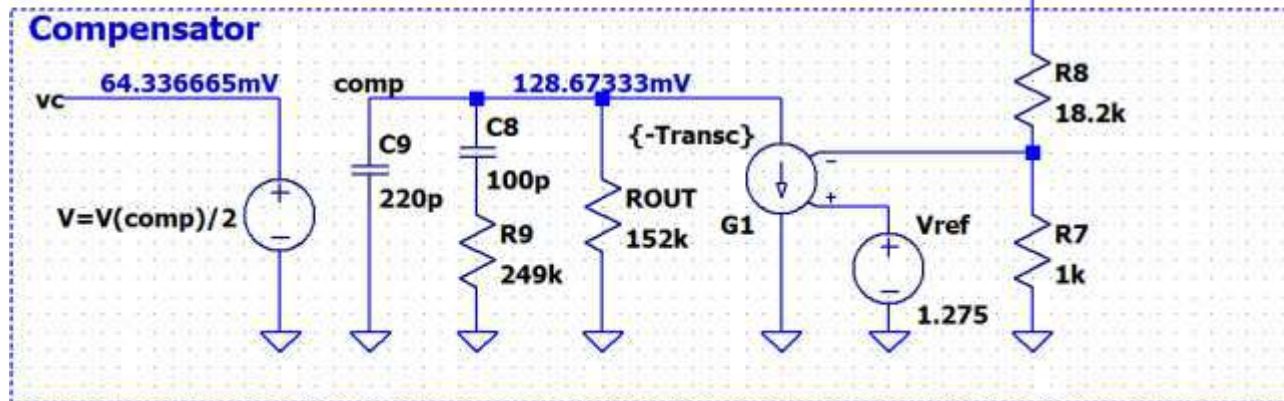 Compensator
vc
64.336665mV
V=V(comp)/2
comp
128.67333mV
C9
220p
C8
100p
R9
249k
ROUT
152k
{-Transc}
G1
Vref
1.275
R8
18.2k
R7
1k